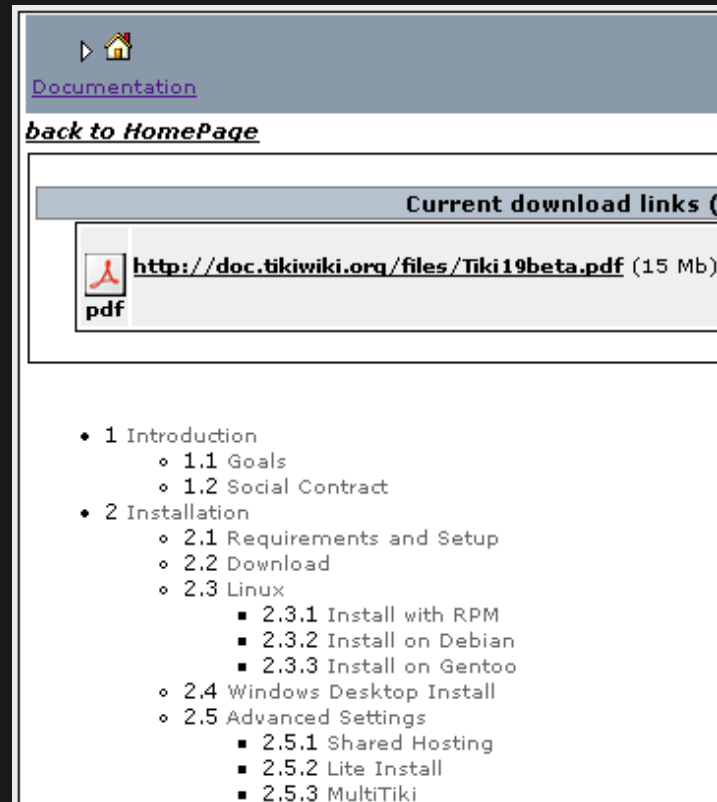 Documentation
back to HomePage
Current download links (
http://doc.tikiwiki.org/files/Tiki19beta.pdf (15 Mb)
pdf
1 Introduction
1.1 Goals
1.2 Social Contract
2 Installation
2.1 Requirements and Setup
2.2 Download
2.3 Linux
2.3.1 Install with RPM
2.3.2 Install on Debian
2.3.3 Install on Gentoo
2.4 Windows Desktop Install
2.5 Advanced Settings
2.5.1 Shared Hosting
2.5.2 Lite Install
2.5.3 MultiTiki